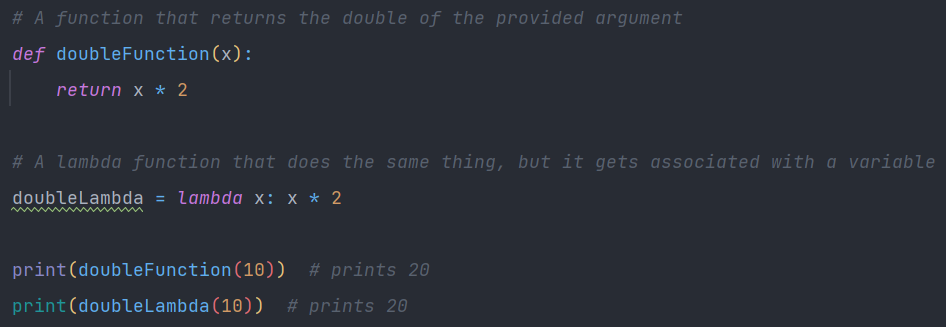 # A function that returns the double of the provided argument
def doubleFunction(x):
    return x * 2
# A lambda function that does the same thing, but it gets associated with a variable
doubleLambda = lambda x: x * 2
print(doubleFunction(10))  # prints 20
print(doubleLambda(10))  # prints 20